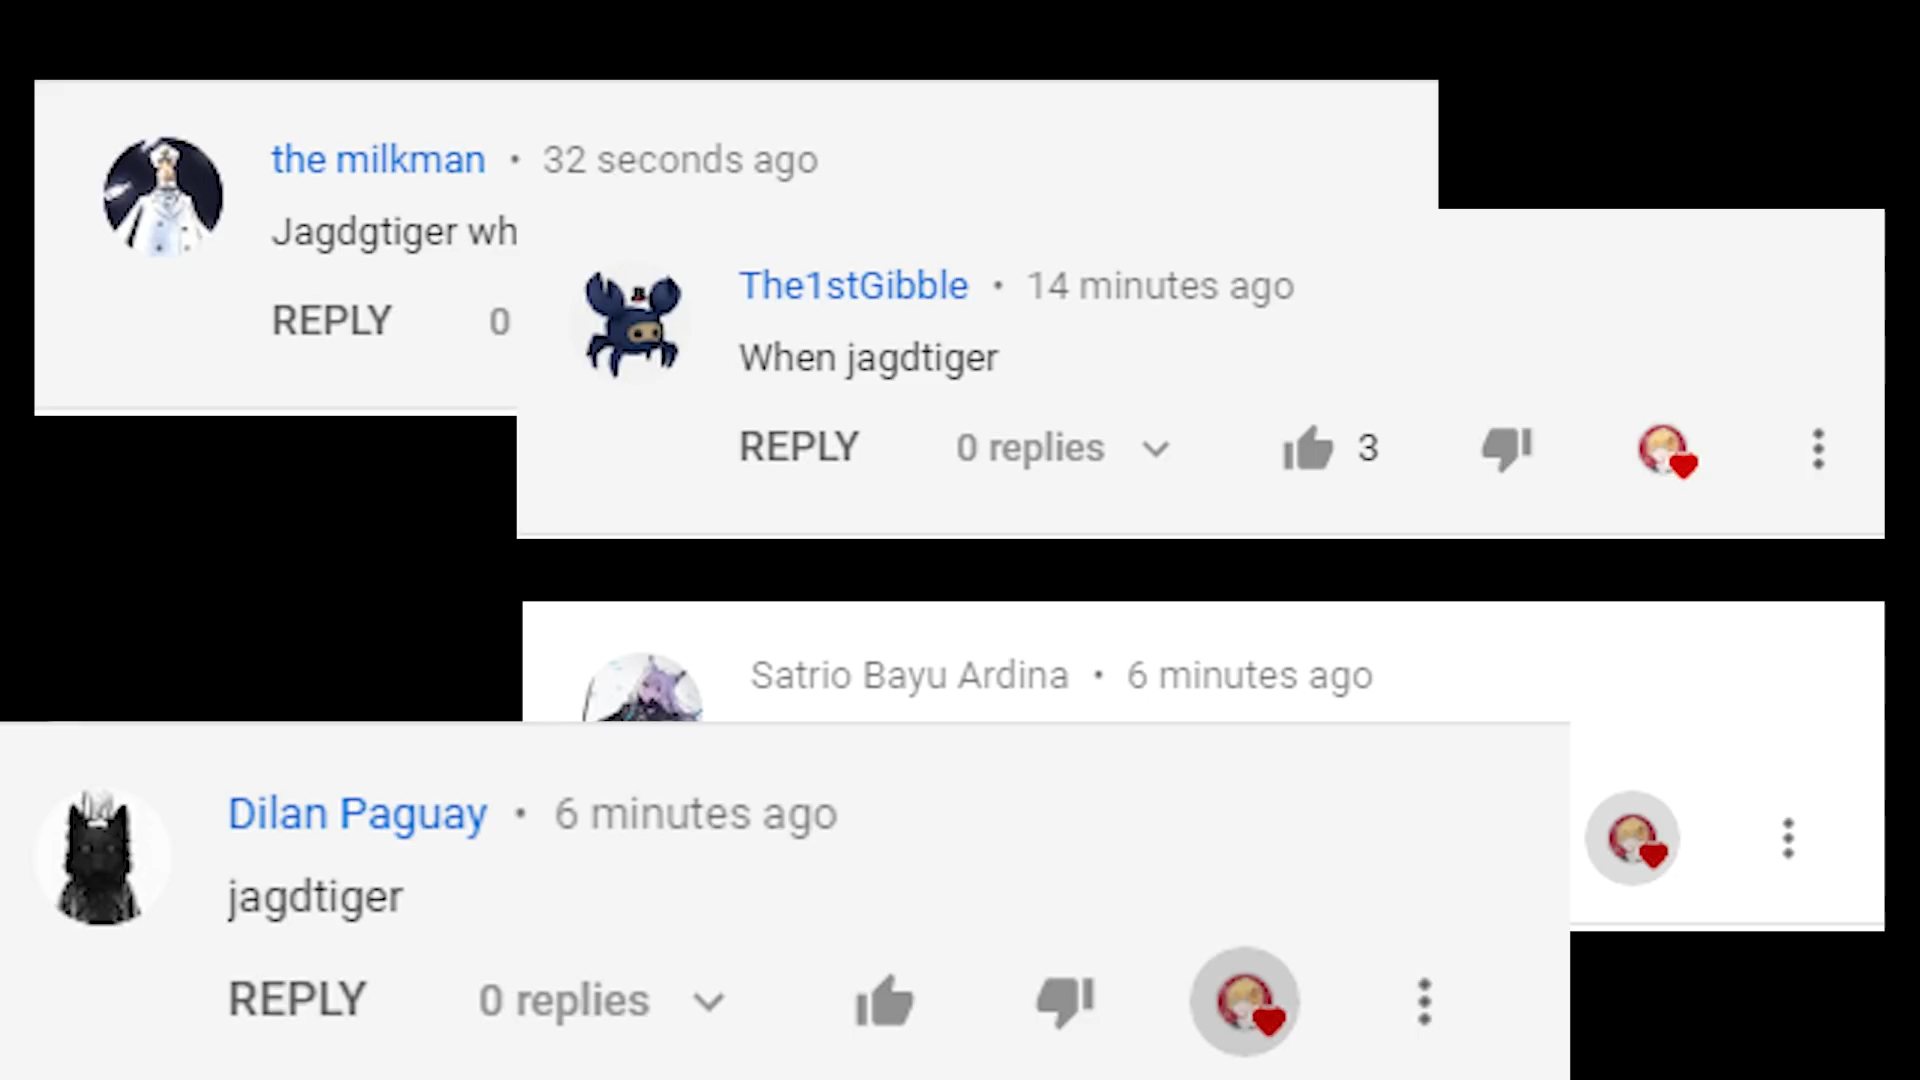 the milkman • 32 seconds ago
Jagdgtiger wh
REPLY 0
The1stGibble • 14 minutes ago
When jagdtiger
REPLY 0 replies 3
Satrio Bayu Ardina • 6 minutes ago
Dilan Paguay • 6 minutes ago
jagdtiger
REPLY 0 replies